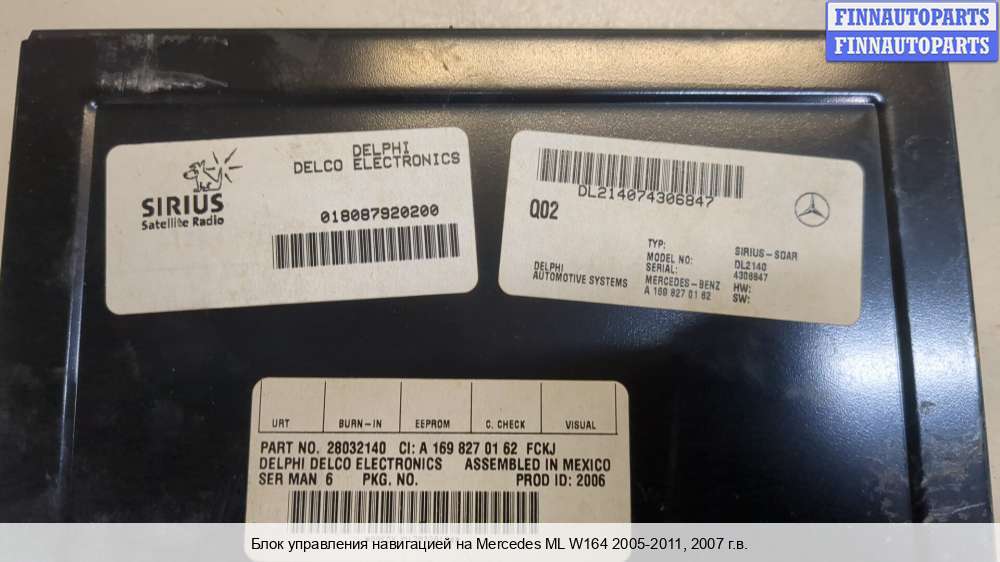 FINNAUTOPARTS
FINNAUTOPARTS
SIRIUS
Satellite Radio
DELPHI
DELCO ELECTRONICS
018087920200
DL214074306847
Q02
TYP: SIRIUS-SDAR
MODEL NO: DL2140
SERIAL: 4306847
DELPHI
AUTOMOTIVE SYSTEMS
MERCEDES-BENZ HW:
A 169 827 01 62 SW:
URT BURN-IN EEPROM C. CHECK VISUAL
PART NO. 28032140 CI: A 169 827 01 62 FCKJ
DELPHI DELCO ELECTRONICS ASSEMBLED IN MEXICO
SER MAN 6 PKG. NO. PROD ID: 2006
Блок управления навигацией на Mercedes ML W164 2005-2011, 2007 г.в.